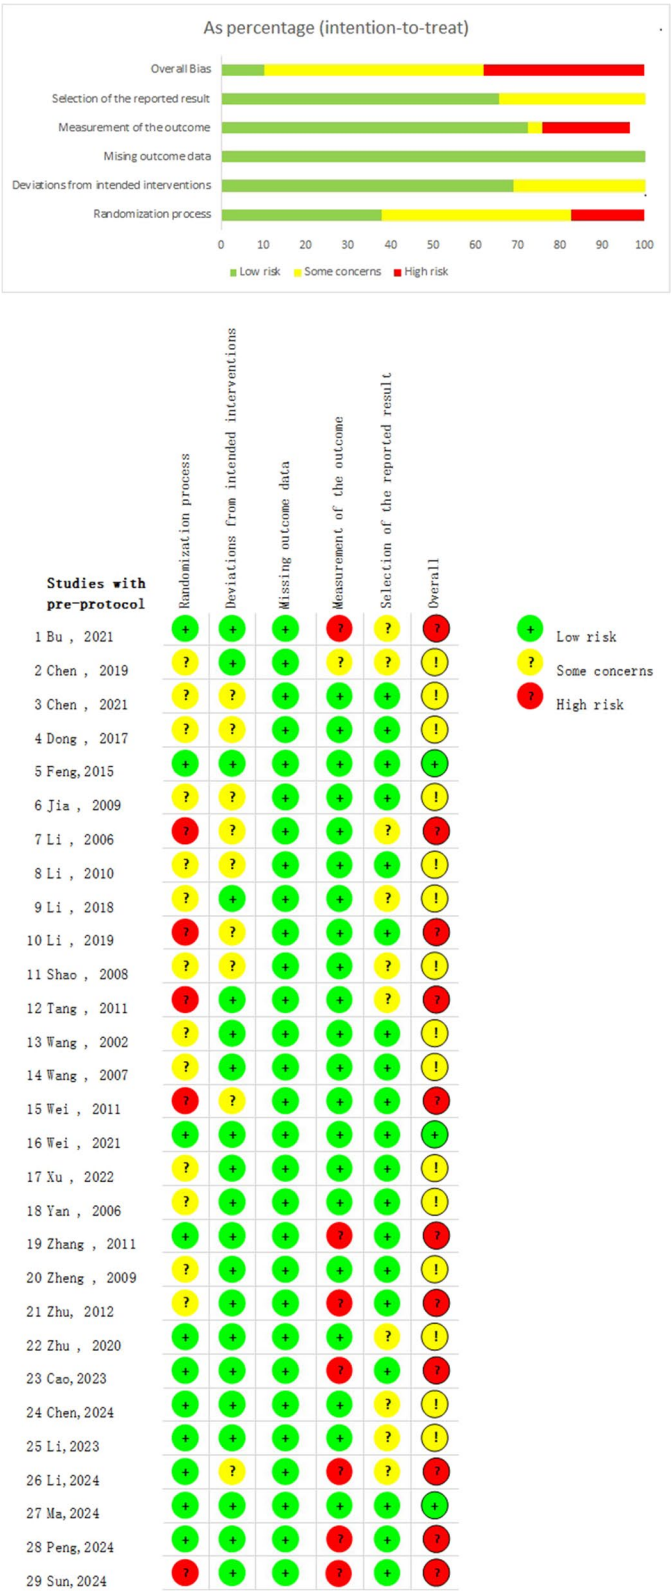 As percentage (intention-to-treat)
Overall Bias
Selection of the reported result
Measurement of the outcome
Mising outcome data
Deviations from intended interventions
Randomization process
0 10 20 30 40 50 60 70 80 90 100
Low risk Some concerns High risk
Studies with
pre-protocol
Randomization process
Deviations from intended interventions
Missing outcome data
Measurement of the outcome
Selection of the reported result
Overall
1 Bu , 2021 + + + ? ? ?
2 Chen , 2019 ? + + ? ? !
3 Chen , 2021 ? ? + + + !
4 Dong , 2017 ? ? + + + !
5 Feng,2015 + + + + + +
6 Jia , 2009 ? ? + + + !
7 Li , 2006 ? ? + + ? ?
8 Li , 2010 ? ? + + + !
9 Li , 2018 ? + + + ? !
10 Li , 2019 ? ? + + + ?
11 Shao , 2008 ? ? + + ? !
12 Tang , 2011 ? + + + ? ?
13 Wang , 2002 ? + + + + !
14 Wang , 2007 ? + + + + !
15 Wei , 2011 ? ? + + + ?
16 Wei , 2021 + + + + + +
17 Xu , 2022 ? + + + + !
18 Yan , 2006 ? + + + + !
19 Zhang , 2011 + + + ? + ?
20 Zheng , 2009 ? + + + + !
21 Zhu, 2012 ? + + ? + ?
22 Zhu , 2020 + + + + ? !
23 Cao,2023 + + + ? + ?
24 Chen,2024 + + + + ? !
25 Li,2023 + + + + ? !
26 Li,2024 + ? + ? ? ?
27 Ma,2024 + + + + + +
28 Peng,2024 + + + ? + ?
29 Sun,2024 ? + + ? + ?
+ Low risk
? Some concerns
? High risk